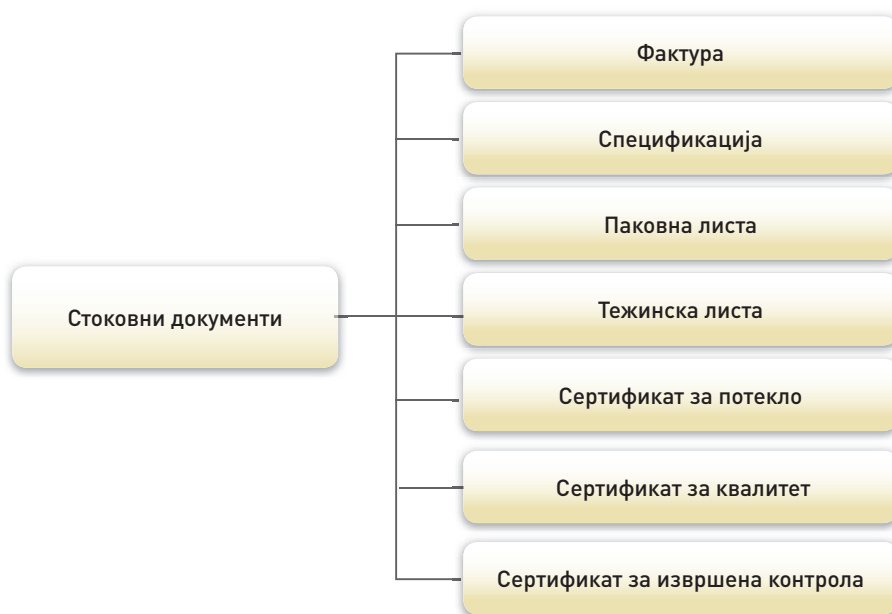 Фактура
Спецификација
Паковна листа
Стоковни документи
Тежинска листа
Сертификат за потекло
Сертификат за квалитет
Сертификат за извршена контрола